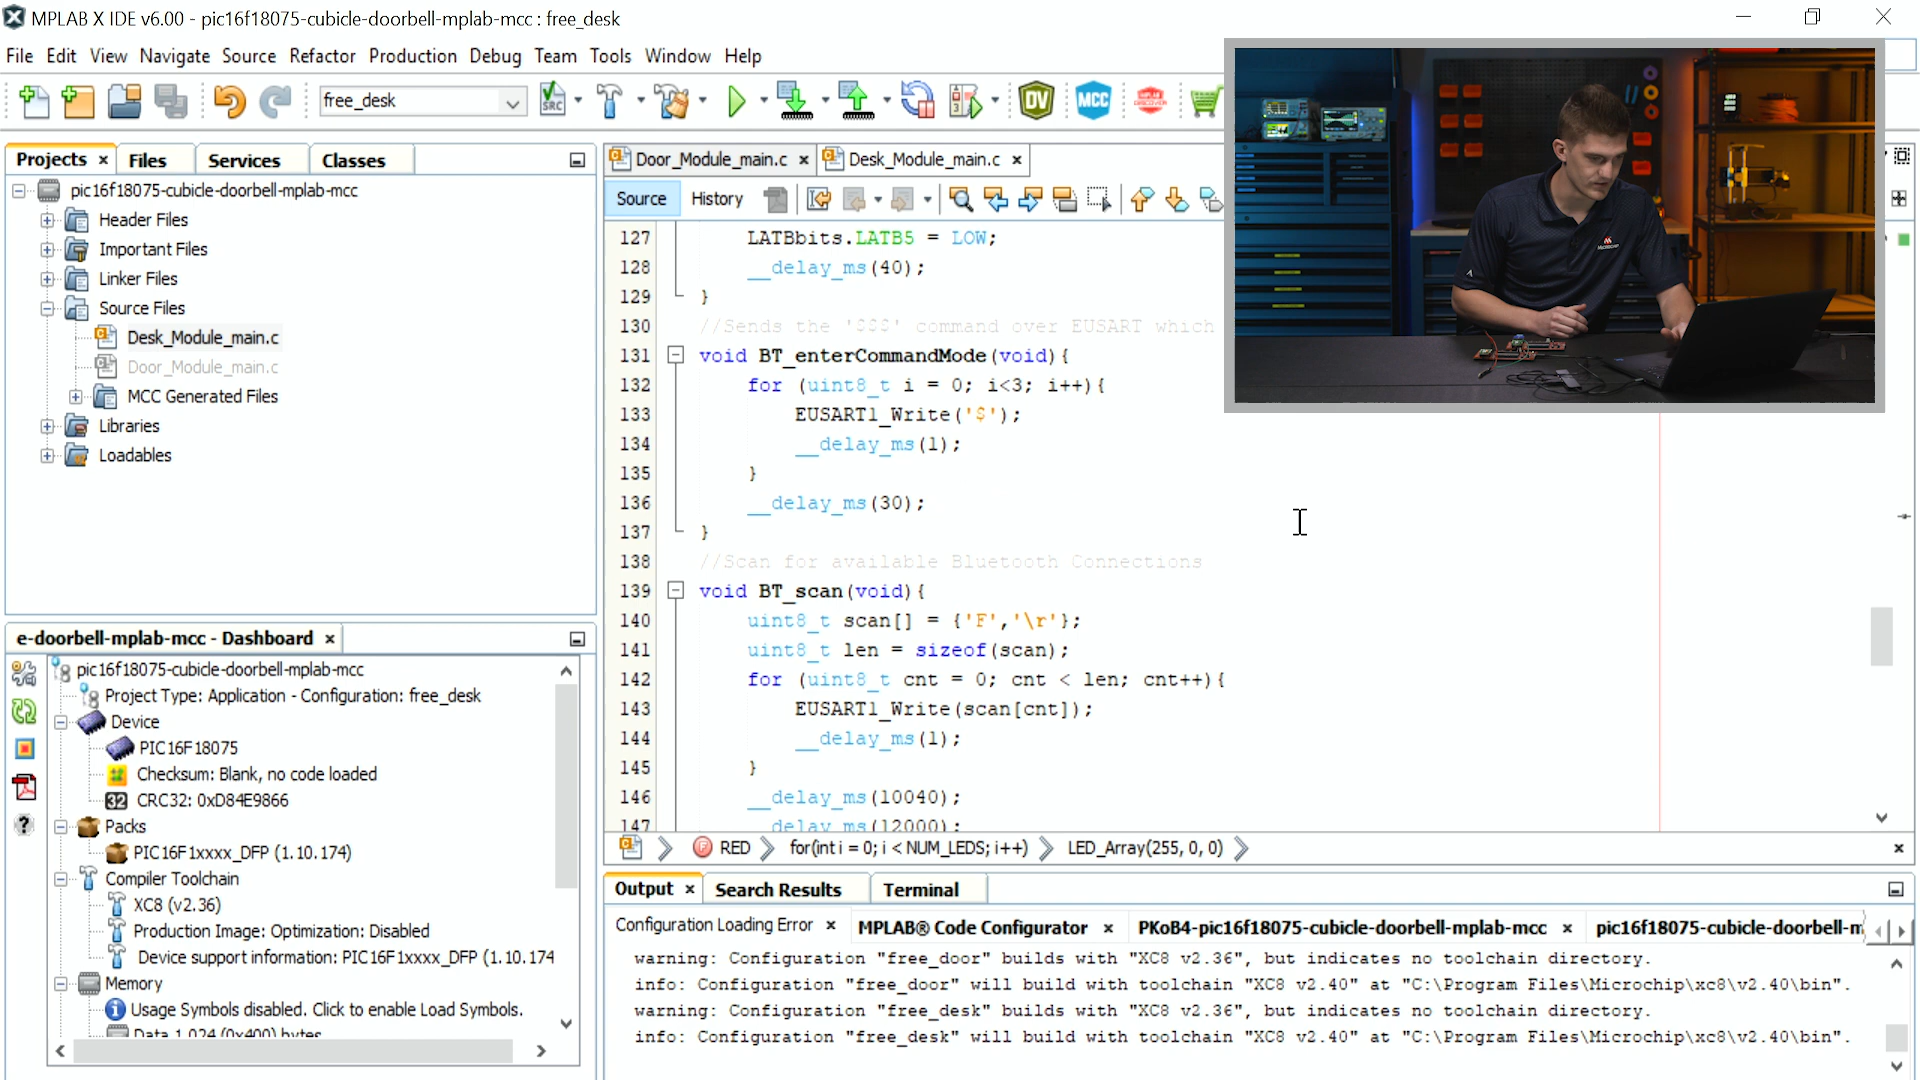 MPLAB X IDE v6.00 - pic16f18075-cubicle-doorbell-mplab-mcc : free_desk
File Edit View Navigate Source Refactor Production Debug Team Tools Window Help
free_desk
SRC
DV
MCC
Projects
Files
Services
Classes
pic16f18075-cubicle-doorbell-mplab-mcc
Header Files
Important Files
Linker Files
Source Files
Desk_Module_main.c
Door_Module_main.c
MCC Generated Files
Libraries
Loadables
e-doorbell-mplab-mcc - Dashboard
pic16f18075-cubicle-doorbell-mplab-mcc
Project Type: Application - Configuration: free_desk
Device
PIC16F18075
Checksum: Blank, no code loaded
32 CRC32: 0xD84E9866
Packs
PIC16F1xxxx_DFP (1.10.174)
Compiler Toolchain
XC8 (v2.36)
Production Image: Optimization: Disabled
Device support information: PIC16F1xxxx_DFP (1.10.174
Memory
Usage Symbols disabled. Click to enable Load Symbols.
Data 1,024 (0x400) bytes
Door_Module_main.c
Desk_Module_main.c
Source History
127 LATBbits.LATB5 = LOW;
128 __delay_ms(40);
129 }
130 //Sends the '$$$' command over EUSART which
131 void BT_enterCommandMode(void){
132 for (uint8_t i = 0; i<3; i++){
133 EUSART1_Write('$');
134 __delay_ms(1);
135 }
136 __delay_ms(30);
137 }
138 //Scan for available Bluetooth Connections
139 void BT_scan(void){
140 uint8_t scan[] = {'F','\r'};
141 uint8_t len = sizeof(scan);
142 for (uint8_t cnt = 0; cnt < len; cnt++){
143 EUSART1_Write(scan[cnt]);
144 __delay_ms(1);
145 }
146 __delay_ms(10040);
147 __delay_ms(12000);
RED for(int i = 0; i < NUM_LEDS; i++) LED_Array(255, 0, 0)
Output
Search Results
Terminal
Configuration Loading Error
MPLAB® Code Configurator
PKoB4-pic16f18075-cubicle-doorbell-mplab-mcc
pic16f18075-cubicle-doorbell-m
warning: Configuration "free_door" builds with "XC8 v2.36", but indicates no toolchain directory.
info: Configuration "free_door" will build with toolchain "XC8 v2.40" at "C:\Program Files\Microchip\xc8\v2.40\bin".
warning: Configuration "free_desk" builds with "XC8 v2.36", but indicates no toolchain directory.
info: Configuration "free_desk" will build with toolchain "XC8 v2.40" at "C:\Program Files\Microchip\xc8\v2.40\bin".